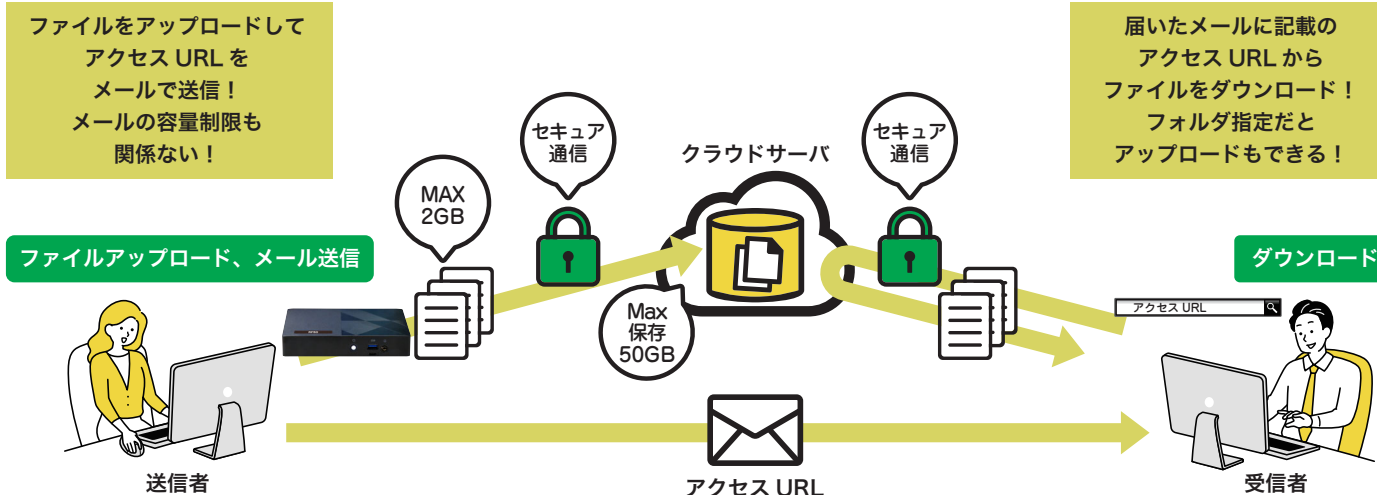 ファイルをアップロードして
アクセス URL を
メールで送信！
メールの容量制限も
関係ない！
届いたメールに記載の
アクセス URL から
ファイルをダウンロード！
フォルダ指定だと
アップロードもできる！
セキュア
通信
クラウドサーバ
セキュア
通信
MAX
2GB
ファイルアップロード、メール送信
ダウンロード
Max
保存
50GB
アクセス URL
送信者
アクセス URL
受信者